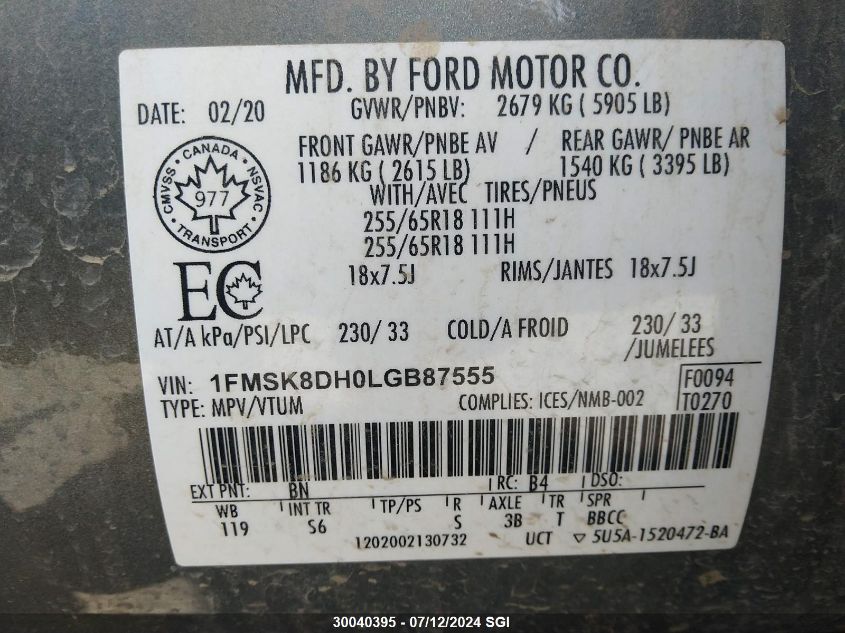 MFD. BY FORD MOTOR CO.
DATE: 02/20 GVWR/PNBV: 2679 KG ( 5905 LB)
FRONT GAWR/PNBE AV / REAR GAWR/ PNBE AR
1186 KG ( 2615 LB) 1540 KG ( 3395 LB)
WITH/AVEC TIRES/PNEUS
255/65R18 111H
255/65R18 111H
18x7.5J RIMS/JANTES 18x7.5J
CANADA
CMVSS NSVAC
977
TRANSPORT
EC
AT/A kPa/PSI/LPC 230/ 33 COLD/A FROID 230/ 33
/JUMELEES
VIN: 1FMSK8DH0LGB87555 F0094
TYPE: MPV/VTUM COMPLIES: ICES/NMB-002 T0270
EXT PNT: BN RC: B4 DSO:
WB INT TR TP/PS R AXLE TR SPR
119 S6 S 3B T BBCC
1202002130732 UCT ▽ 5U5A-1520472-BA
30040395 - 07/12/2024 SGI